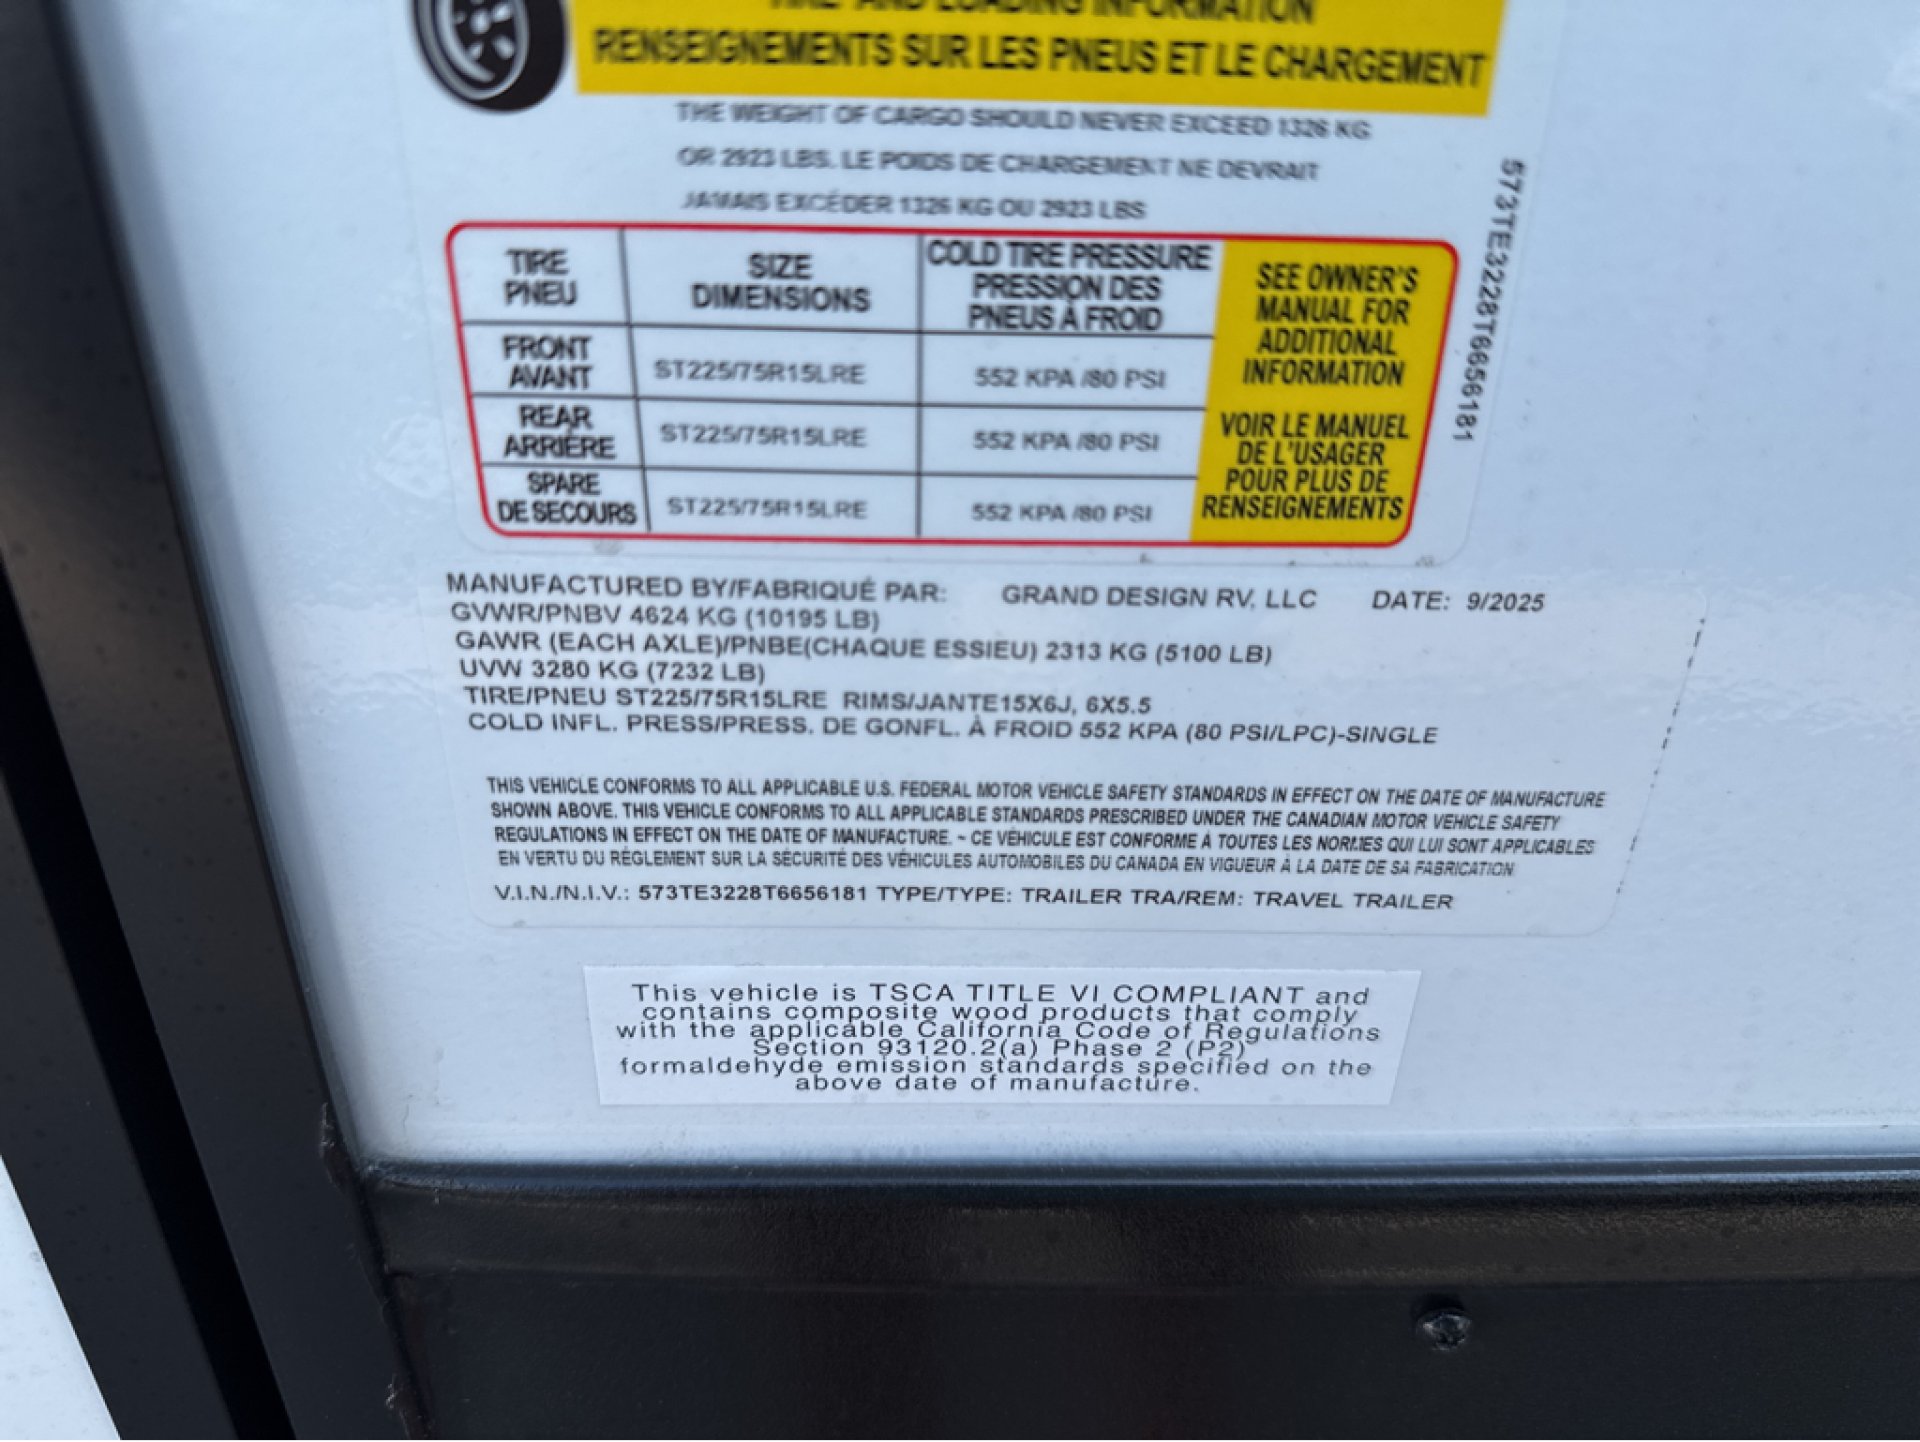 TIRE AND LOADING INFORMATION
RENSEIGNEMENTS SUR LES PNEUS ET LE CHARGEMENT
THE WEIGHT OF CARGO SHOULD NEVER EXCEED 1326 KG
OR 2923 LBS. LE POIDS DE CHARGEMENT NE DEVRAIT
JAMAIS EXCÉDER 1326 KG OU 2923 LBS
TIRE
PNEU
SIZE
DIMENSIONS
COLD TIRE PRESSURE
PRESSION DES
PNEUS À FROID
FRONT
AVANT
ST225/75R15LRE
552 KPA /80 PSI
REAR
ARRIÈRE
ST225/75R15LRE
552 KPA /80 PSI
SPARE
DE SECOURS
ST225/75R15LRE
552 KPA /80 PSI
SEE OWNER'S
MANUAL FOR
ADDITIONAL
INFORMATION
VOIR LE MANUEL
DE L'USAGER
POUR PLUS DE
RENSEIGNEMENTS
573TE3228T6656181
MANUFACTURED BY/FABRIQUÉ PAR: GRAND DESIGN RV, LLC DATE: 9/2025
GVWR/PNBV 4624 KG (10195 LB)
GAWR (EACH AXLE)/PNBE(CHAQUE ESSIEU) 2313 KG (5100 LB)
UVW 3280 KG (7232 LB)
TIRE/PNEU ST225/75R15LRE RIMS/JANTE15X6J, 6X5.5
COLD INFL. PRESS/PRESS. DE GONFL. À FROID 552 KPA (80 PSI/LPC)-SINGLE
THIS VEHICLE CONFORMS TO ALL APPLICABLE U.S. FEDERAL MOTOR VEHICLE SAFETY STANDARDS IN EFFECT ON THE DATE OF MANUFACTURE
SHOWN ABOVE. THIS VEHICLE CONFORMS TO ALL APPLICABLE STANDARDS PRESCRIBED UNDER THE CANADIAN MOTOR VEHICLE SAFETY
REGULATIONS IN EFFECT ON THE DATE OF MANUFACTURE. ~ CE VÉHICULE EST CONFORME À TOUTES LES NORMES QUI LUI SONT APPLICABLES
EN VERTU DU RÉGLEMENT SUR LA SÉCURITÉ DES VÉHICULES AUTOMOBILES DU CANADA EN VIGUEUR À LA DATE DE SA FABRICATION
V.I.N./N.I.V.: 573TE3228T6656181 TYPE/TYPE: TRAILER TRA/REM: TRAVEL TRAILER
This vehicle is TSCA TITLE VI COMPLIANT and
contains composite wood products that comply
with the applicable California Code of Regulations
Section 93120.2(a) Phase 2 (P2)
formaldehyde emission standards specified on the
above date of manufacture.